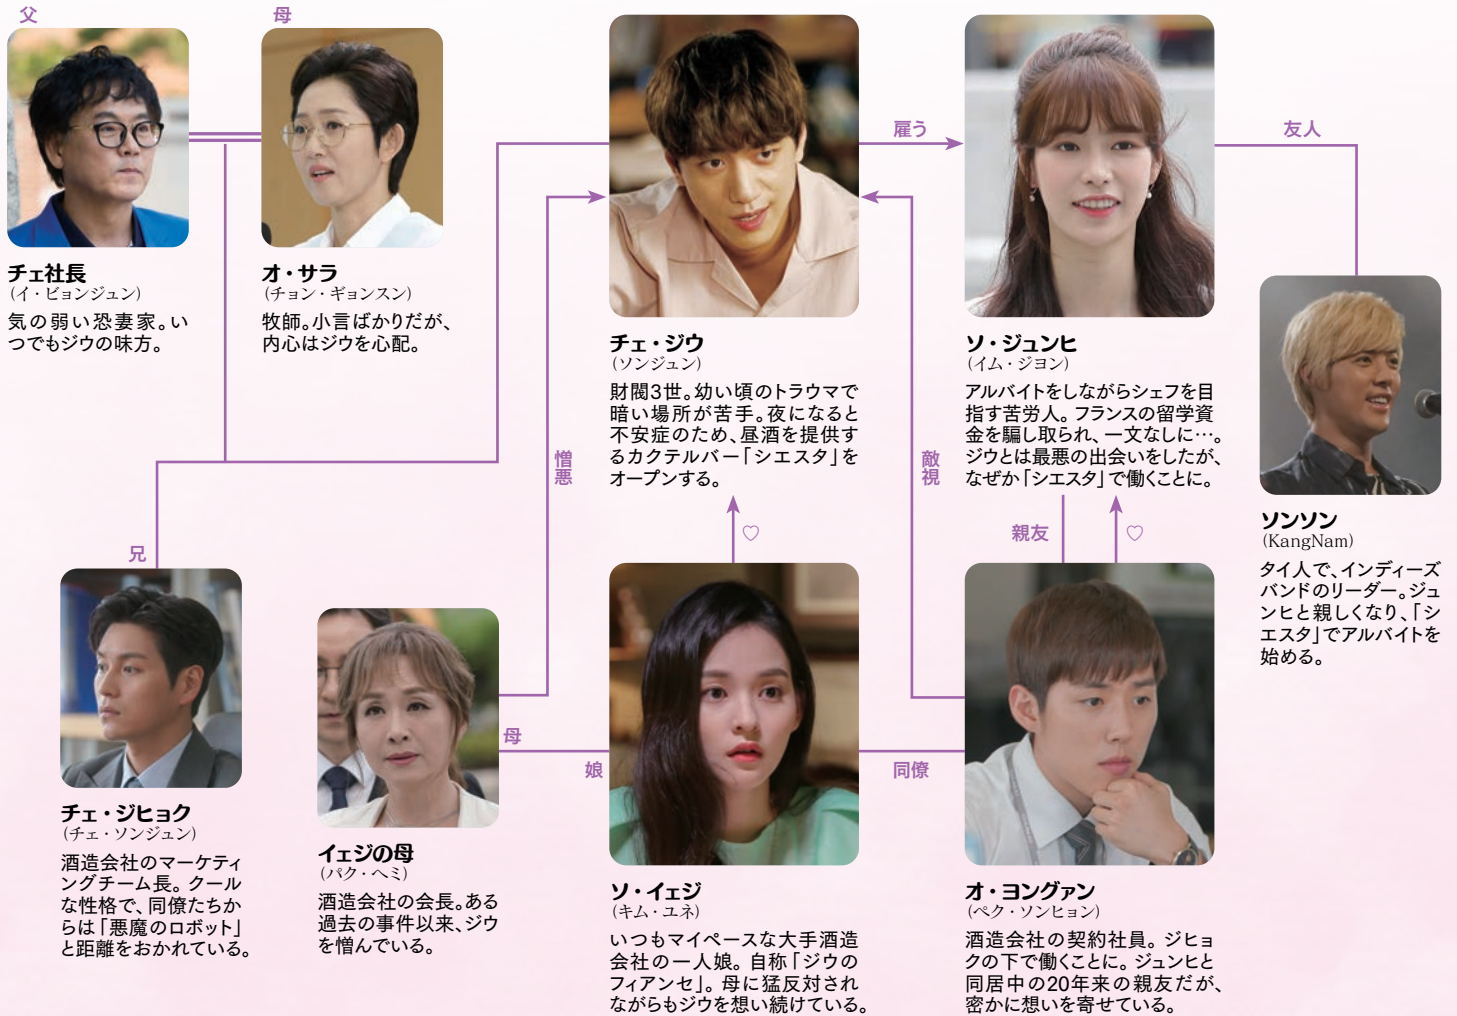 父
母
チェ社長
(イ・ビョンジュン)
気の弱い恐妻家。い
つでもジウの味方。
オ・サラ
(チョン・ギョンスン)
牧師。小言ばかりだが、
内心はジウを心配。
チェ・ジウ
(ソンジュン)
財閥3世。幼い頃のトラウマで
暗い場所が苦手。夜になると
不安症のため、昼酒を提供す
るカクテルバー「シエスタ」を
オープンする。
雇う
ソ・ジュンヒ
(イム・ジヨン)
アルバイトをしながらシェフを目
指す苦労人。フランスの留学資
金を騙し取られ、一文なしに…。
ジウとは最悪の出会いをしたが、
なぜか「シエスタ」で働くことに。
友人
ソンソン
(KangNam)
タイ人で、インディーズ
バンドのリーダー。ジュ
ンヒと親しくなり、「シ
エスタ」でアルバイトを
始める。
憎悪
敵視
♡
親友
♡
兄
チェ・ジヒョク
(チェ・ソンジュン)
酒造会社のマーケティ
ングチーム長。クール
な性格で、同僚たちか
らは「悪魔のロボット」
と距離をおかれている。
イェジの母
(パク・ヘミ)
酒造会社の会長。ある
過去の事件以来、ジウ
を憎んでいる。
母
娘
ソ・イェジ
(キム・ユネ)
いつもマイペースな大手酒造
会社の一人娘。自称「ジウの
フィアンセ」。母に猛反対され
ながらもジウを想い続けている。
同僚
オ・ヨングァン
(ペク・ソンヒョン)
酒造会社の契約社員。ジヒョ
クの下で働くことに。ジュンヒと
同居中の20年来の親友だが、
密かに想いを寄せている。